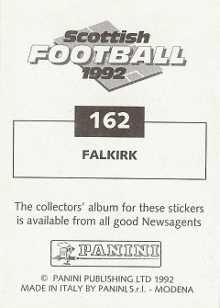 Scottish
FOOTBALL
1992
162
FALKIRK
The collectors' album for these stickers
is available from all good Newsagents
PANINI
© PANINI PUBLISHING LTD 1992
MADE IN ITALY BY PANINI, S.r.l. - MODENA